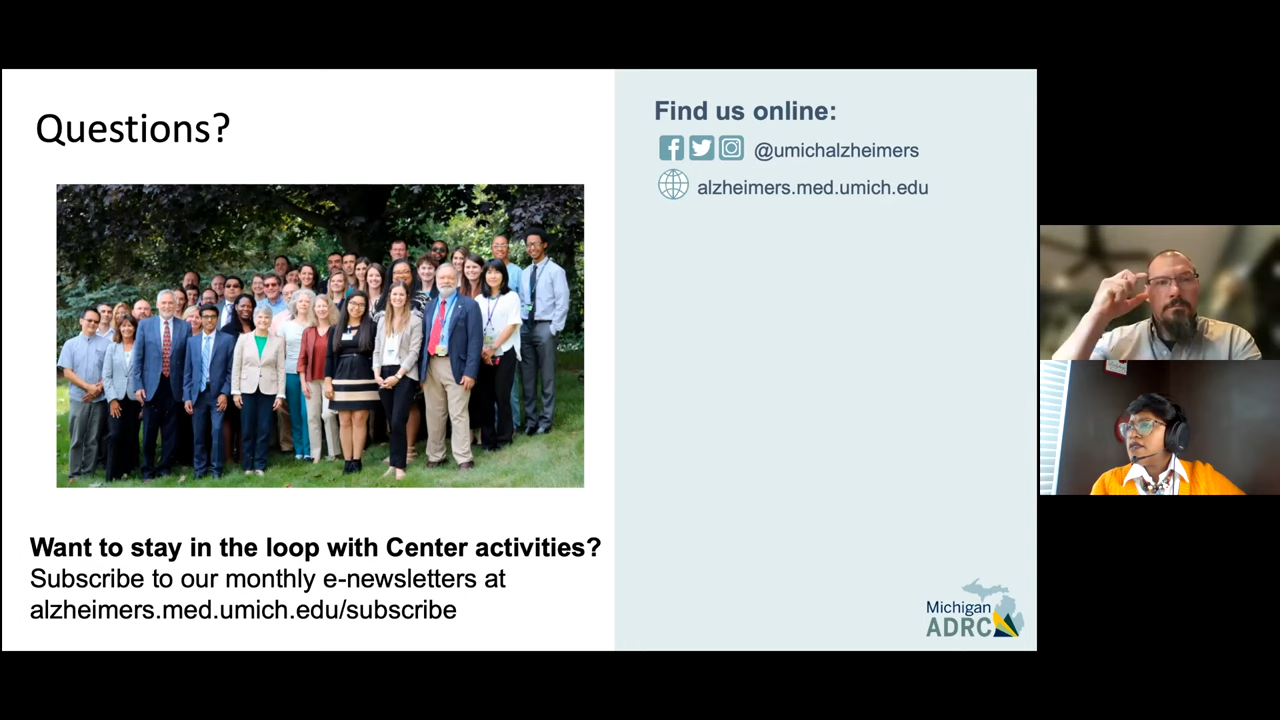 Questions?
Want to stay in the loop with Center activities?
Subscribe to our monthly e-newsletters at
alzheimers.med.umich.edu/subscribe
Find us online:
@umichalzheimers
alzheimers.med.umich.edu
Michigan
ADRC